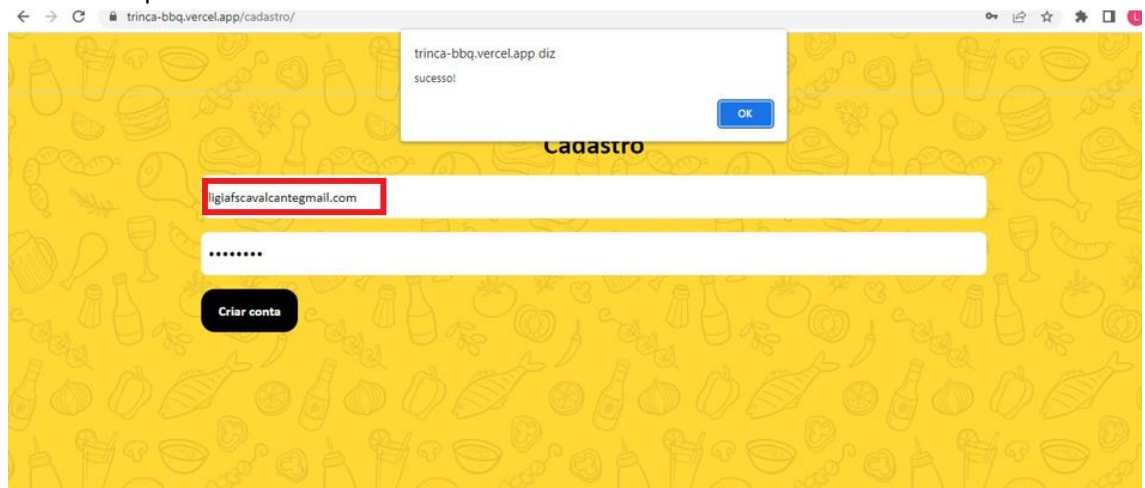 trinca-bbq.vercel.app/cadastro/
trinca-bbq.vercel.app diz
sucesso!
OK
Cadastro
ligiafscavalcantegmail.com
••••••••
Criar conta